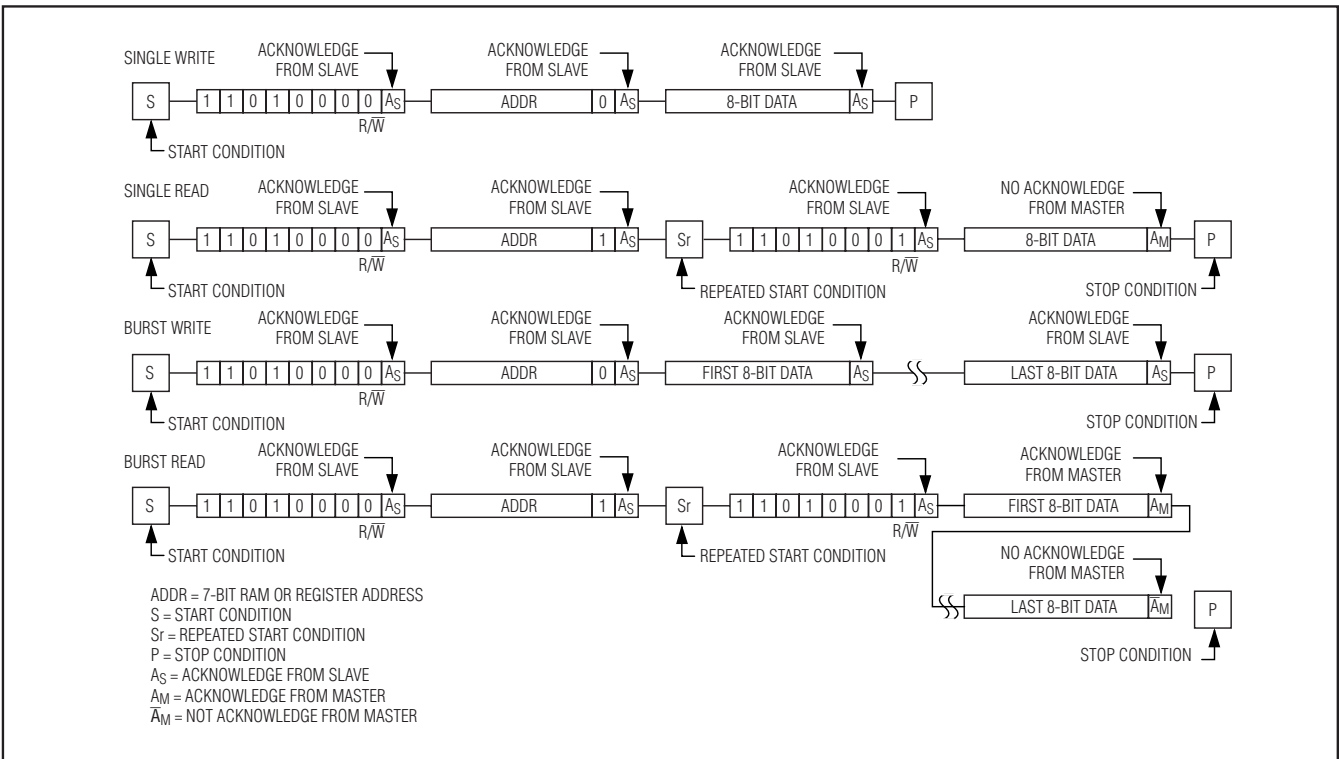 SINGLE WRITE
ACKNOWLEDGE FROM SLAVE
ACKNOWLEDGE FROM SLAVE
ACKNOWLEDGE FROM SLAVE
S 1 1 0 1 0 0 0 0 AS ADDR 0 AS 8-BIT DATA AS P
R/W̅
START CONDITION
SINGLE READ
ACKNOWLEDGE FROM SLAVE
ACKNOWLEDGE FROM SLAVE
ACKNOWLEDGE FROM SLAVE
NO ACKNOWLEDGE FROM MASTER
S 1 1 0 1 0 0 0 0 AS ADDR 1 AS Sr 1 1 0 1 0 0 0 1 AS 8-BIT DATA AM P
R/W̅ R/W̅
START CONDITION REPEATED START CONDITION STOP CONDITION
BURST WRITE
ACKNOWLEDGE FROM SLAVE
ACKNOWLEDGE FROM SLAVE
ACKNOWLEDGE FROM SLAVE
ACKNOWLEDGE FROM SLAVE
S 1 1 0 1 0 0 0 0 AS ADDR 0 AS FIRST 8-BIT DATA AS LAST 8-BIT DATA AS P
R/W̅
START CONDITION STOP CONDITION
BURST READ
ACKNOWLEDGE FROM SLAVE
ACKNOWLEDGE FROM SLAVE
ACKNOWLEDGE FROM SLAVE
ACKNOWLEDGE FROM MASTER
S 1 1 0 1 0 0 0 0 AS ADDR 1 AS Sr 1 1 0 1 0 0 0 1 AS FIRST 8-BIT DATA AM
R/W̅ R/W̅
START CONDITION REPEATED START CONDITION
NO ACKNOWLEDGE FROM MASTER
LAST 8-BIT DATA A̅M P
STOP CONDITION
ADDR = 7-BIT RAM OR REGISTER ADDRESS
S = START CONDITION
Sr = REPEATED START CONDITION
P = STOP CONDITION
AS = ACKNOWLEDGE FROM SLAVE
AM = ACKNOWLEDGE FROM MASTER
A̅M = NOT ACKNOWLEDGE FROM MASTER